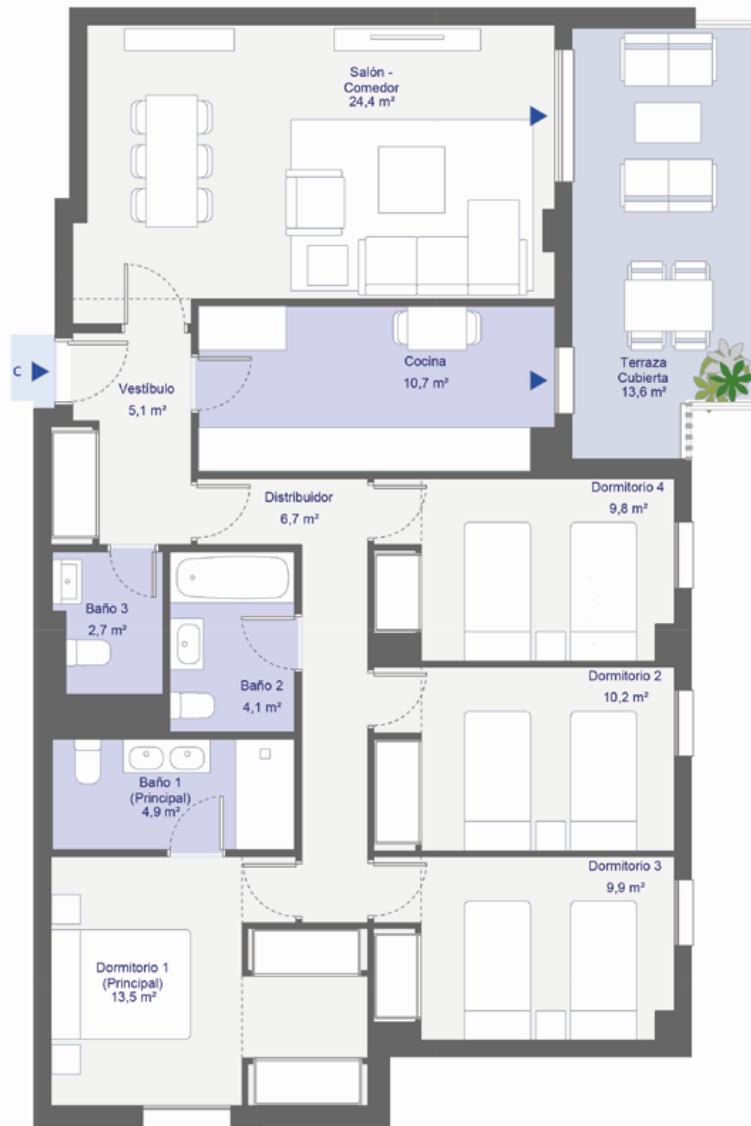 Salón -
Comedor
24,4 m²
C
Vestíbulo
5,1 m²
Cocina
10,7 m²
Terraza
Cubierta
13,6 m²
Distribuidor
6,7 m²
Dormitorio 4
9,8 m²
Baño 3
2,7 m²
Baño 2
4,1 m²
Dormitorio 2
10,2 m²
Baño 1
(Principal)
4,9 m²
Dormitorio 3
9,9 m²
Dormitorio 1
(Principal)
13,5 m²